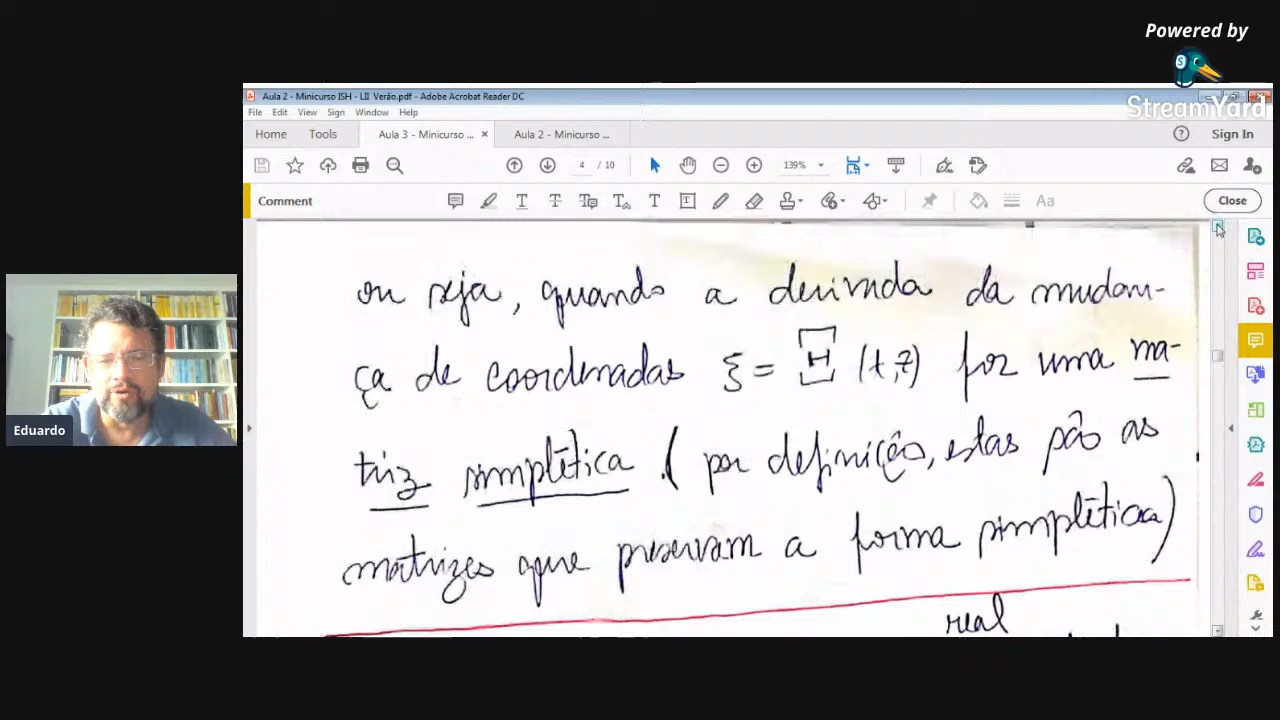 Powered by
StreamYard
Aula 2 - Minicurso ISH - LII Verão.pdf - Adobe Acrobat Reader DC
File Edit View Sign Window Help
Home Tools Aula 3 - Minicurso ... × Aula 2 - Minicurso ... Sign In
4 / 10 139%
Comment Aa Close
ou seja, quando a derivada da mudan-
ça de coordenadas ξ = Ξ (t,z) for uma ma-
triz simplética (por definição, estas são as
matrizes que preservam a forma simplética)
real
Eduardo